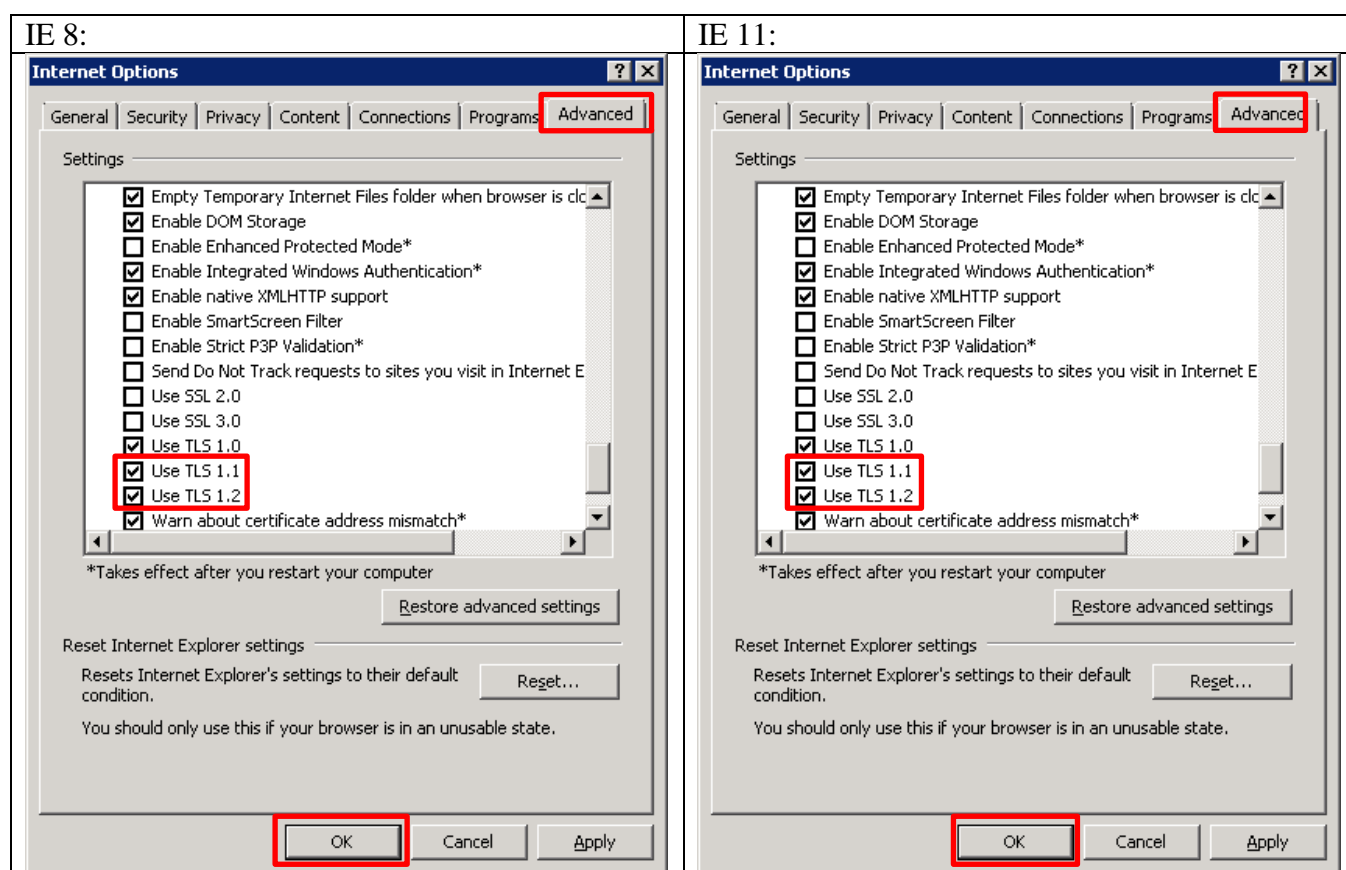 IE 8:
Internet Options
General Security Privacy Content Connections Programs Advanced
Settings
Empty Temporary Internet Files folder when browser is clo
Enable DOM Storage
Enable Enhanced Protected Mode*
Enable Integrated Windows Authentication*
Enable native XMLHTTP support
Enable SmartScreen Filter
Enable Strict P3P Validation*
Send Do Not Track requests to sites you visit in Internet E
Use SSL 2.0
Use SSL 3.0
Use TLS 1.0
Use TLS 1.1
Use TLS 1.2
Warn about certificate address mismatch*
*Takes effect after you restart your computer
Restore advanced settings
Reset Internet Explorer settings
Resets Internet Explorer's settings to their default
condition.
Reset...
You should only use this if your browser is in an unusable state.
OK Cancel Apply
IE 11:
Internet Options
General Security Privacy Content Connections Programs Advanced
Settings
Empty Temporary Internet Files folder when browser is clo
Enable DOM Storage
Enable Enhanced Protected Mode*
Enable Integrated Windows Authentication*
Enable native XMLHTTP support
Enable SmartScreen Filter
Enable Strict P3P Validation*
Send Do Not Track requests to sites you visit in Internet E
Use SSL 2.0
Use SSL 3.0
Use TLS 1.0
Use TLS 1.1
Use TLS 1.2
Warn about certificate address mismatch*
*Takes effect after you restart your computer
Restore advanced settings
Reset Internet Explorer settings
Resets Internet Explorer's settings to their default
condition.
Reset...
You should only use this if your browser is in an unusable state.
OK Cancel Apply